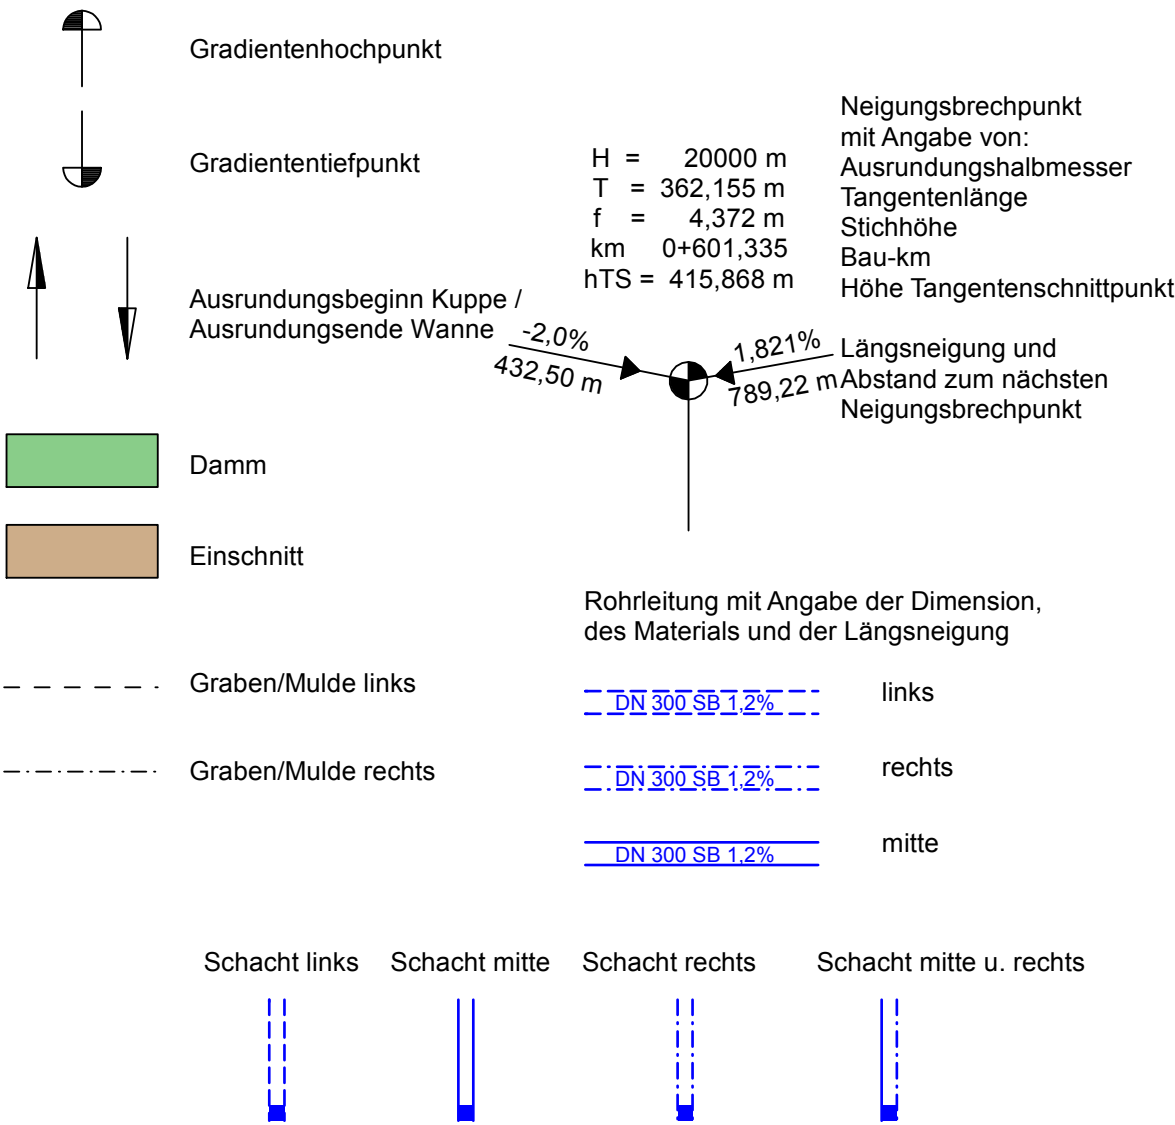 Gradientenhochpunkt
Gradiententiefpunkt
Ausrundungsbeginn Kuppe /
Ausrundungsende Wanne
Damm
Einschnitt
Graben/Mulde links
Graben/Mulde rechts
H = 20000 m
T = 362,155 m
f = 4,372 m
km 0+601,335
hTS = 415,868 m
Neigungsbrechpunkt
mit Angabe von:
Ausrundungshalbmesser
Tangentenlänge
Stichhöhe
Bau-km
Höhe Tangentenschnittpunkt
-2,0%
432,50 m
1,821%
789,22 m
Längsneigung und
Abstand zum nächsten
Neigungsbrechpunkt
Rohrleitung mit Angabe der Dimension,
des Materials und der Längsneigung
DN 300 SB 1,2% links
DN 300 SB 1,2% rechts
DN 300 SB 1,2% mitte
Schacht links Schacht mitte Schacht rechts Schacht mitte u. rechts